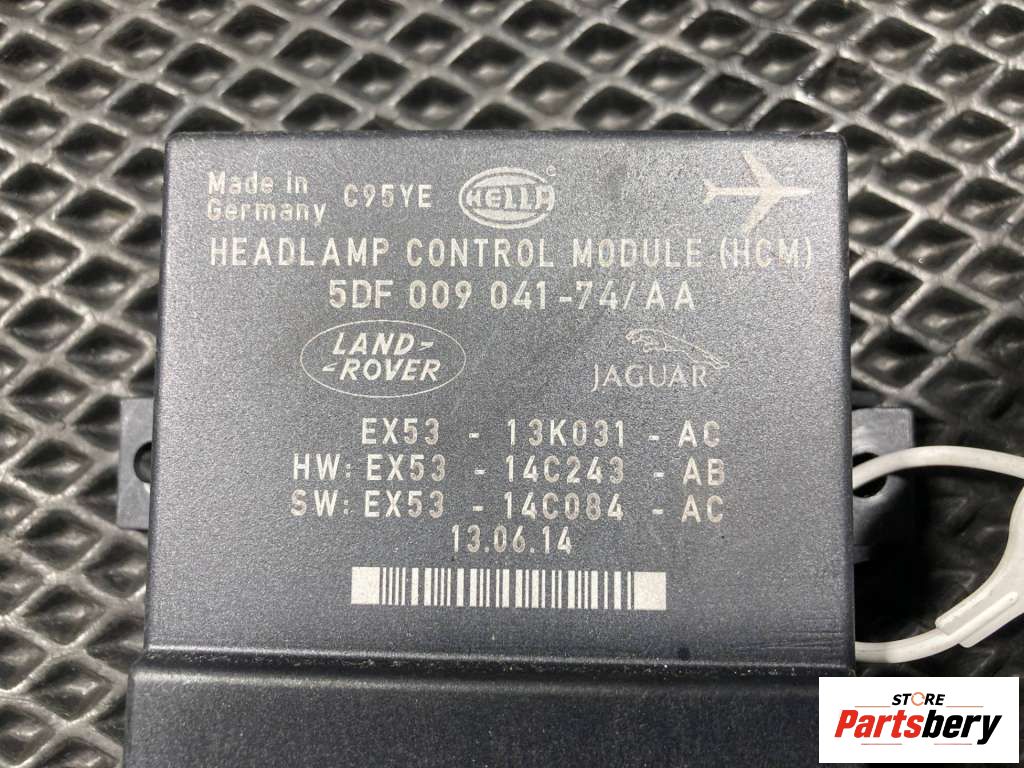 Made in
Germany C95YE HELLA
HEADLAMP CONTROL MODULE (HCM)
5DF 009 041-74/AA
LAND-
-ROVER
JAGUAR
EX53 - 13K031 - AC
HW: EX53 - 14C243 - AB
SW: EX53 - 14C084 - AC
13.06.14
STORE
Partsbery